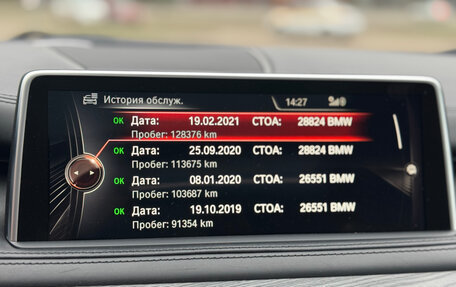 История обслуж. 14:27
OK Дата: 19.02.2021 СТОА: 28824 BMW
Пробег: 128376 km
OK Дата: 25.09.2020 СТОА: 28824 BMW
Пробег: 113675 km
OK Дата: 08.01.2020 СТОА: 26551 BMW
Пробег: 103687 km
OK Дата: 19.10.2019 СТОА: 26551 BMW
Пробег: 91354 km